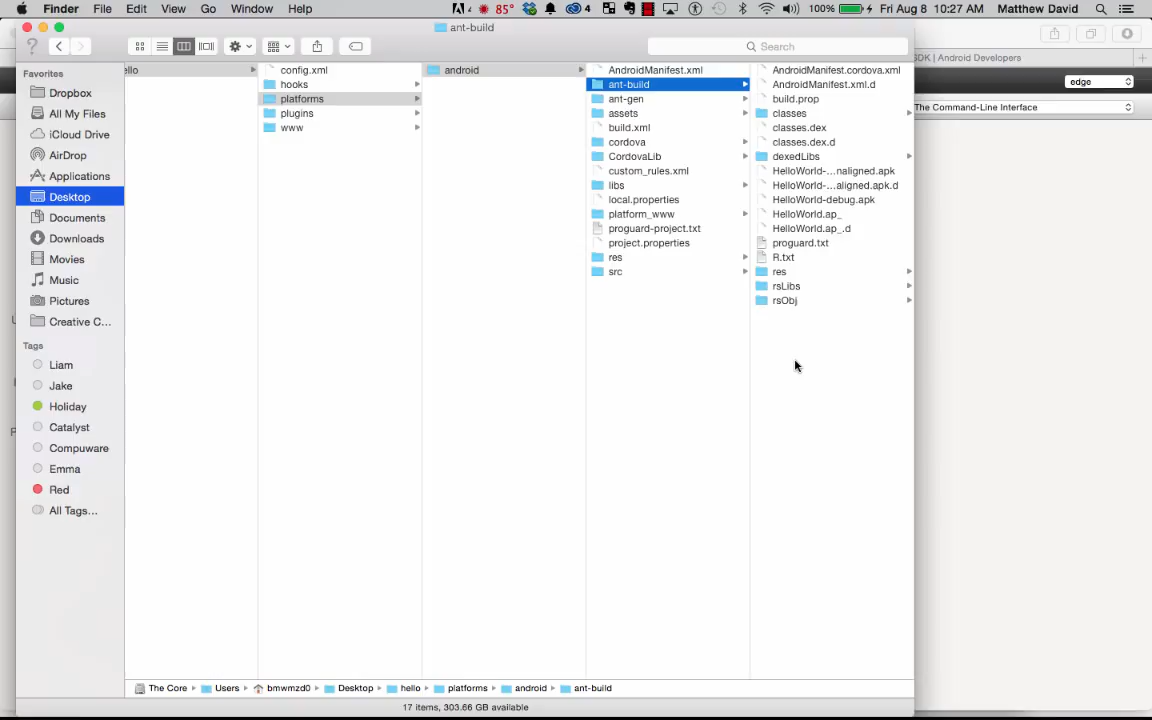 Finder File Edit View Go Window Help 4 85° 4 100% Fri Aug 8 10:27 AM Matthew David
ant-build
Search
SDK | Android Developers
edge
The Command-Line Interface
Favorites
Dropbox
All My Files
iCloud Drive
AirDrop
Applications
Desktop
Documents
Downloads
Movies
Music
Pictures
Creative C...
Tags
Liam
Jake
Holiday
Catalyst
Compuware
Emma
Red
All Tags...
ello
config.xml
hooks
platforms
plugins
www
android
AndroidManifest.xml
ant-build
ant-gen
assets
build.xml
cordova
CordovaLib
custom_rules.xml
libs
local.properties
platform_www
proguard-project.txt
project.properties
res
src
AndroidManifest.cordova.xml
AndroidManifest.xml.d
build.prop
classes
classes.dex
classes.dex.d
dexedLibs
HelloWorld-...naligned.apk
HelloWorld-...aligned.apk.d
HelloWorld-debug.apk
HelloWorld.ap_
HelloWorld.ap_.d
proguard.txt
R.txt
res
rsLibs
rsObj
The Core Users bmwmzd0 Desktop hello platforms android ant-build
17 items, 303.66 GB available